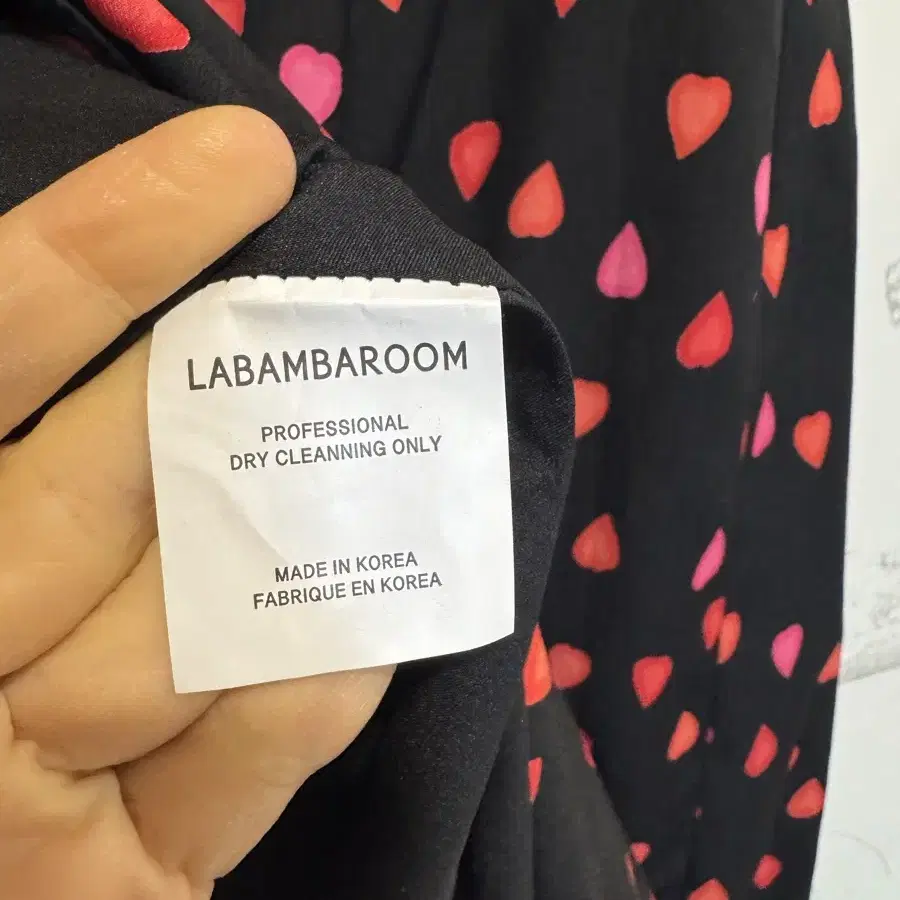 LABAMBAROOM
PROFESSIONAL
DRY CLEANNING ONLY
MADE IN KOREA
FABRIQUE EN KOREA